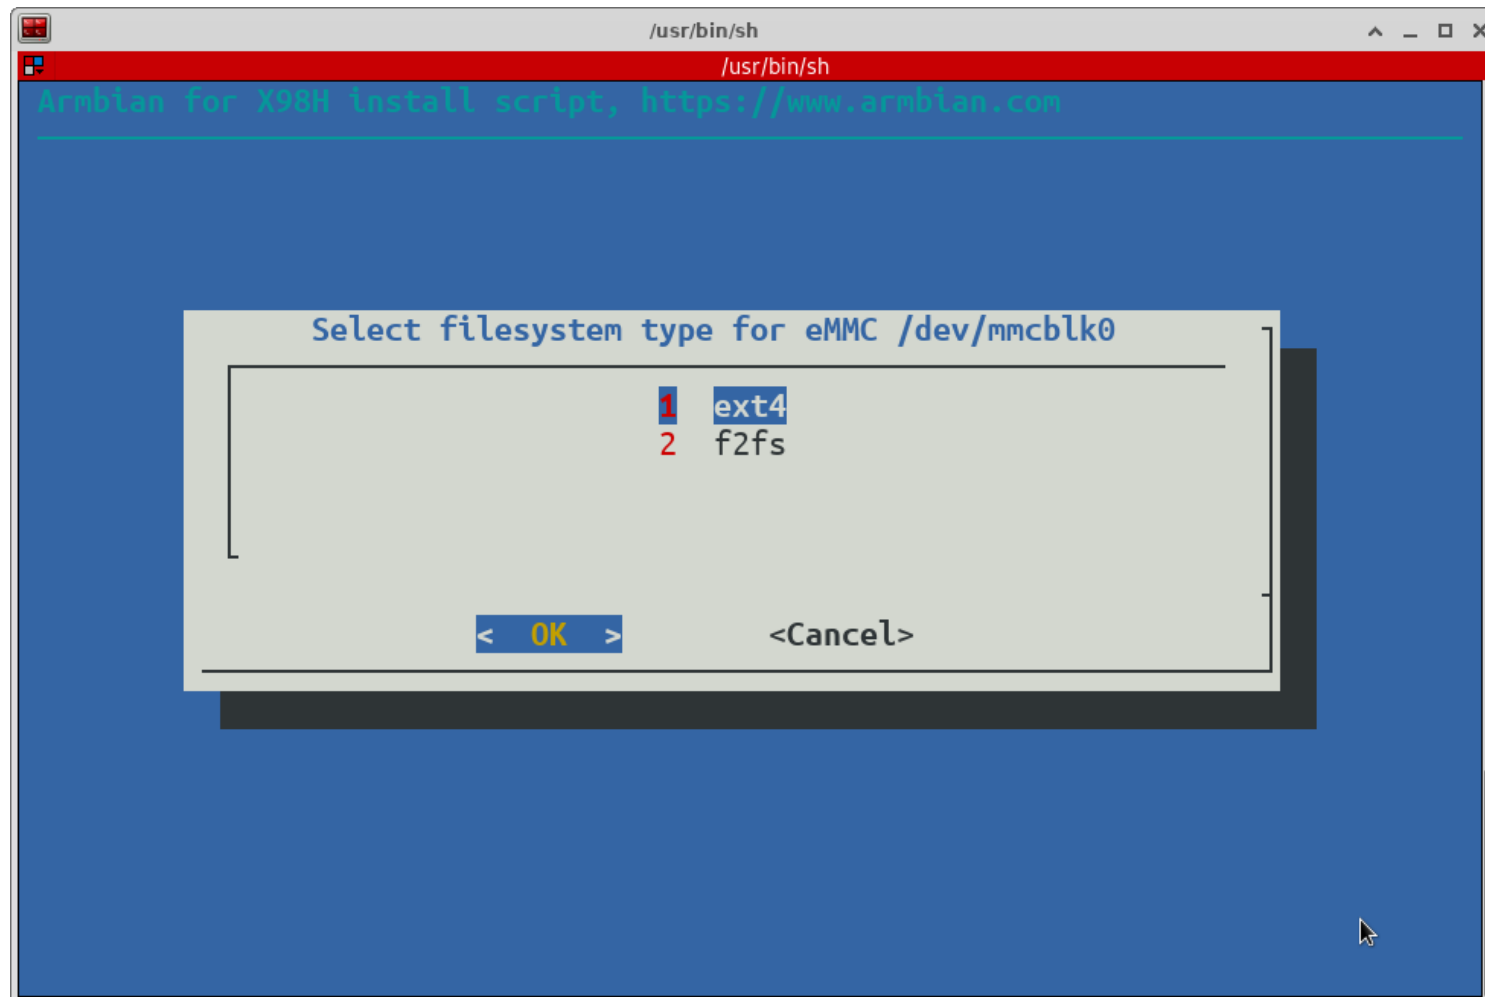 /usr/bin/sh
/usr/bin/sh
Armbian for X98H install script, https://www.armbian.com
Select filesystem type for eMMC /dev/mmcblk0
1 ext4
2 f2fs
< OK > <Cancel>